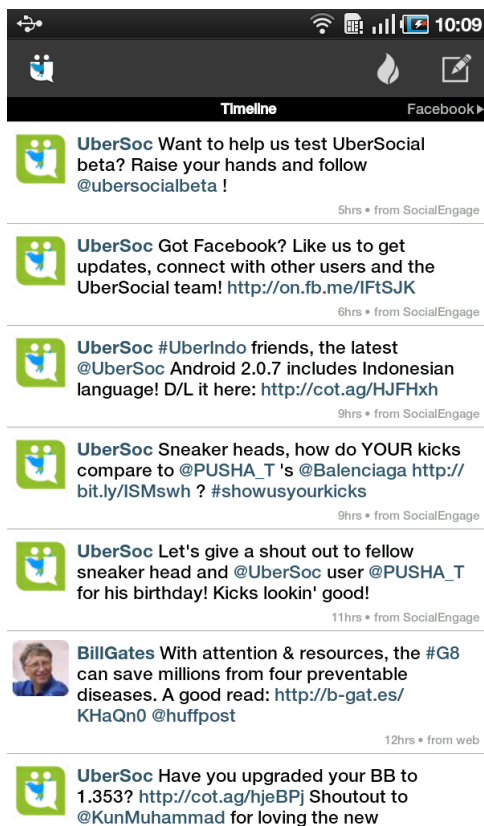 10:09
Timeline
Facebook
UberSoc Want to help us test UberSocial
beta? Raise your hands and follow
@ubersocialbeta !
5hrs • from SocialEngage
UberSoc Got Facebook? Like us to get
updates, connect with other users and the
UberSocial team! http://on.fb.me/IFtSJK
6hrs • from SocialEngage
UberSoc #UberIndo friends, the latest
@UberSoc Android 2.0.7 includes Indonesian
language! D/L it here: http://cot.ag/HJFHxh
9hrs • from SocialEngage
UberSoc Sneaker heads, how do YOUR kicks
compare to @PUSHA_T 's @Balenciaga http://
bit.ly/ISMswh ? #showusyourkicks
9hrs • from SocialEngage
UberSoc Let's give a shout out to fellow
sneaker head and @UberSoc user @PUSHA_T
for his birthday! Kicks lookin' good!
11hrs • from SocialEngage
BillGates With attention & resources, the #G8
can save millions from four preventable
diseases. A good read: http://b-gat.es/
KHaQn0 @huffpost
12hrs • from web
UberSoc Have you upgraded your BB to
1.353? http://cot.ag/hjeBPj Shoutout to
@KunMuhammad for loving the new